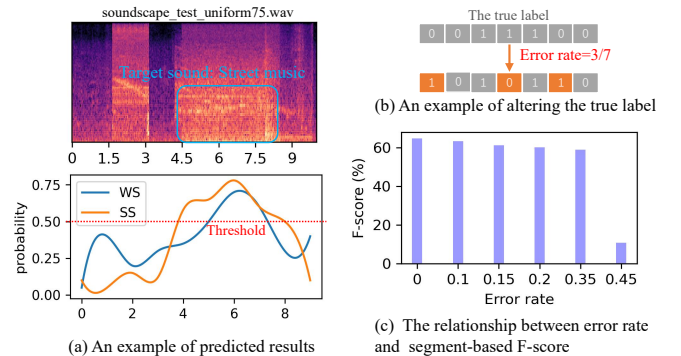 soundscape_test_uniform75.wav
Target sound: Street music
0 1.5 3 4.5 6 7.5 9
0.75
0.50
0.25
0.00
probability
WS
SS
Threshold
0 2 4 6 8
(a) An example of predicted results
The true label
0 0 1 1 1 0 0
Error rate=3/7
1 0 1 0 1 1 0
(b) An example of altering the true label
60
40
20
0
F-score (%)
0 0.1 0.15 0.2 0.35 0.45
Error rate
(c) The relationship between error rate
and segment-based F-score